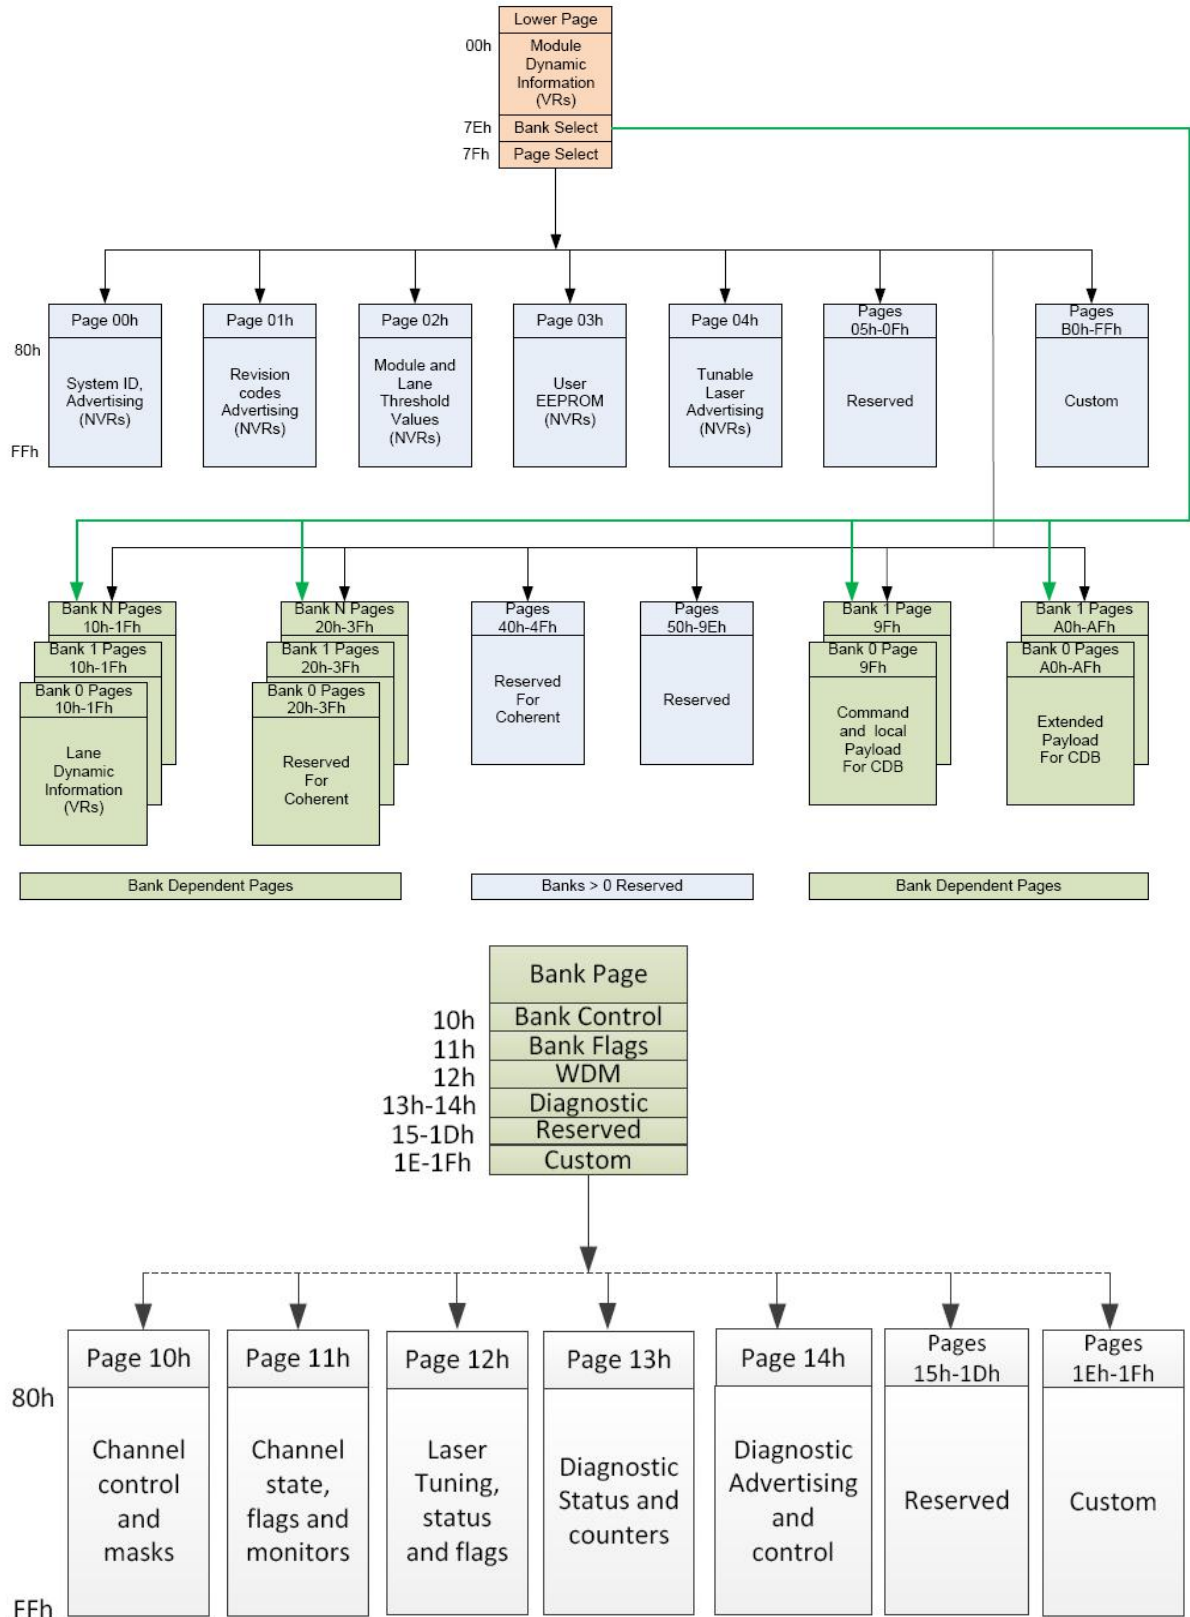 Lower Page
00h
Module
Dynamic
Information
(VRs)
7Eh
Bank Select
7Fh
Page Select
Page 00h
Page 01h
Page 02h
Page 03h
Page 04h
Pages
05h-0Fh
Pages
B0h-FFh
80h
System ID,
Advertising
(NVRs)
Revision
codes
Advertising
(NVRs)
Module and
Lane
Threshold
Values
(NVRs)
User
EEPROM
(NVRs)
Tunable
Laser
Advertising
(NVRs)
Reserved
Custom
FFh
Bank N Pages
10h-1Fh
Bank 1 Pages
10h-1Fh
Bank 0 Pages
10h-1Fh
Lane
Dynamic
Information
(VRs)
Bank N Pages
20h-3Fh
Bank 1 Pages
20h-3Fh
Bank 0 Pages
20h-3Fh
Reserved
For
Coherent
Pages
40h-4Fh
Reserved
For
Coherent
Pages
50h-9Eh
Reserved
Bank 1 Page
9Fh
Bank 0 Page
9Fh
Command
and local
Payload
For CDB
Bank 1 Pages
A0h-AFh
Bank 0 Pages
A0h-AFh
Extended
Payload
For CDB
Bank Dependent Pages
Banks > 0 Reserved
Bank Dependent Pages
Bank Page
10h
Bank Control
11h
Bank Flags
12h
WDM
13h-14h
Diagnostic
15-1Dh
Reserved
1E-1Fh
Custom
Page 10h
Page 11h
Page 12h
Page 13h
Page 14h
Pages
15h-1Dh
Pages
1Eh-1Fh
80h
Channel
control
and
masks
Channel
state,
flags and
monitors
Laser
Tuning,
status
and flags
Diagnostic
Status and
counters
Diagnostic
Advertising
and
control
Reserved
Custom
FFh